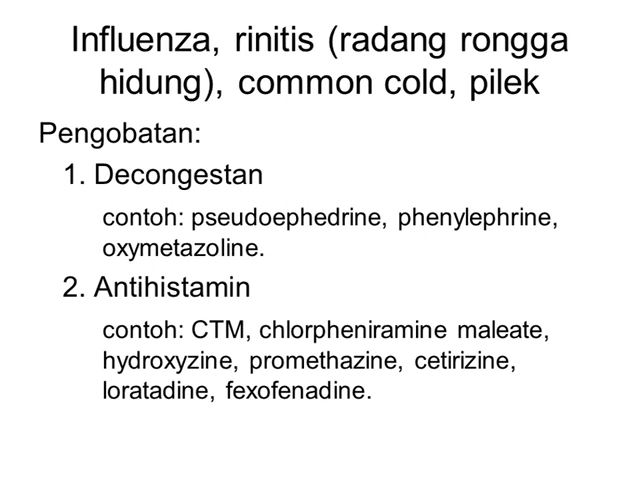 Influenza, rinitis (radang rongga
hidung), common cold, pilek
Pengobatan:
1. Decongestan
contoh: pseudoephedrine, phenylephrine,
oxymetazoline.
2. Antihistamin
contoh: CTM, chlorpheniramine maleate,
hydroxyzine, promethazine, cetirizine,
loratadine, fexofenadine.